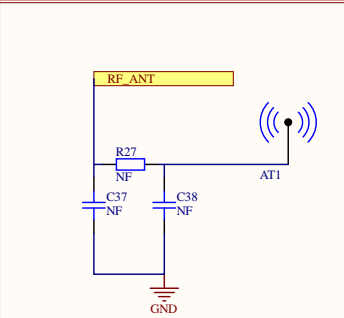 RF_ANT
R27
NF
AT1
C37
NF
C38
NF
GND